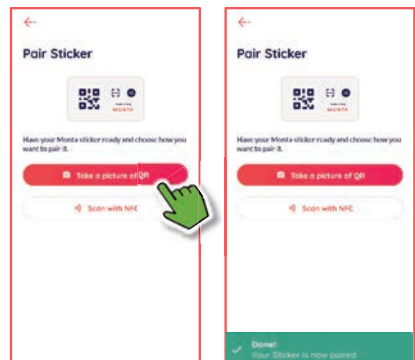 Pair Sticker
MONTA
Have your Monta sticker ready and choose how you
want to pair it.
Take a picture of QR
Scan with NFC
Pair Sticker
MONTA
Have your Monta sticker ready and choose how you
want to pair it.
Take a picture of QR
Scan with NFC
Done!
Your Sticker is now paired